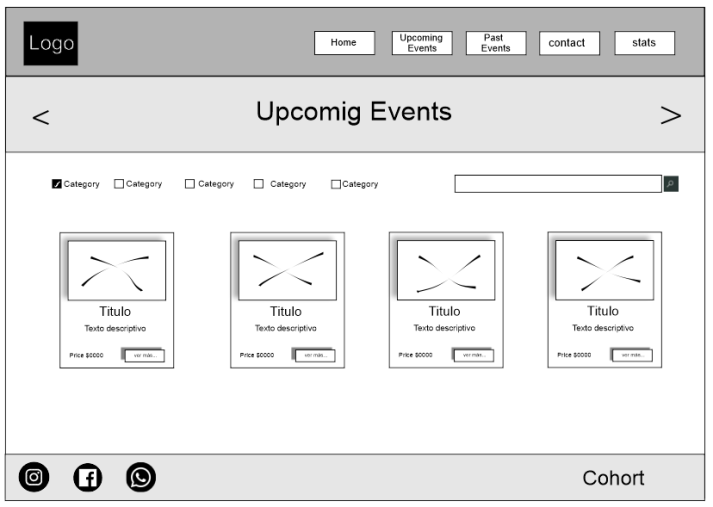 Logo
Home
Upcoming
Events
Past
Events
contact
stats
<
Upcomig Events
>
Category
Category
Category
Category
Category
Titulo
Texto descriptivo
Price $0000
ver más...
Titulo
Texto descriptivo
Price $0000
ver más...
Titulo
Texto descriptivo
Price $0000
ver más...
Titulo
Texto descriptivo
Price $0000
ver más...
Cohort